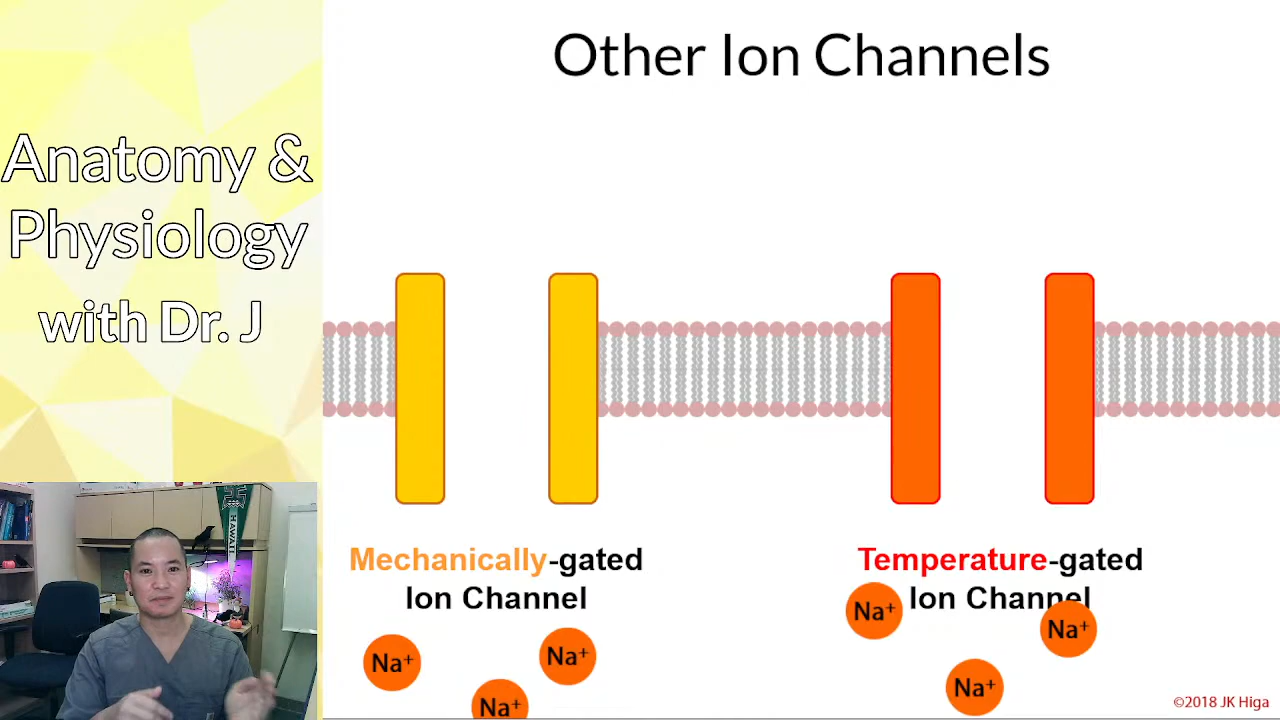 Other Ion Channels
Anatomy &
Physiology
with Dr. J
HAWAII
Mechanically-gated
Ion Channel
Temperature-gated
Ion Channel
Na⁺
Na⁺
Na⁺
Na⁺
Na⁺
Na⁺
©2018 JK Higa